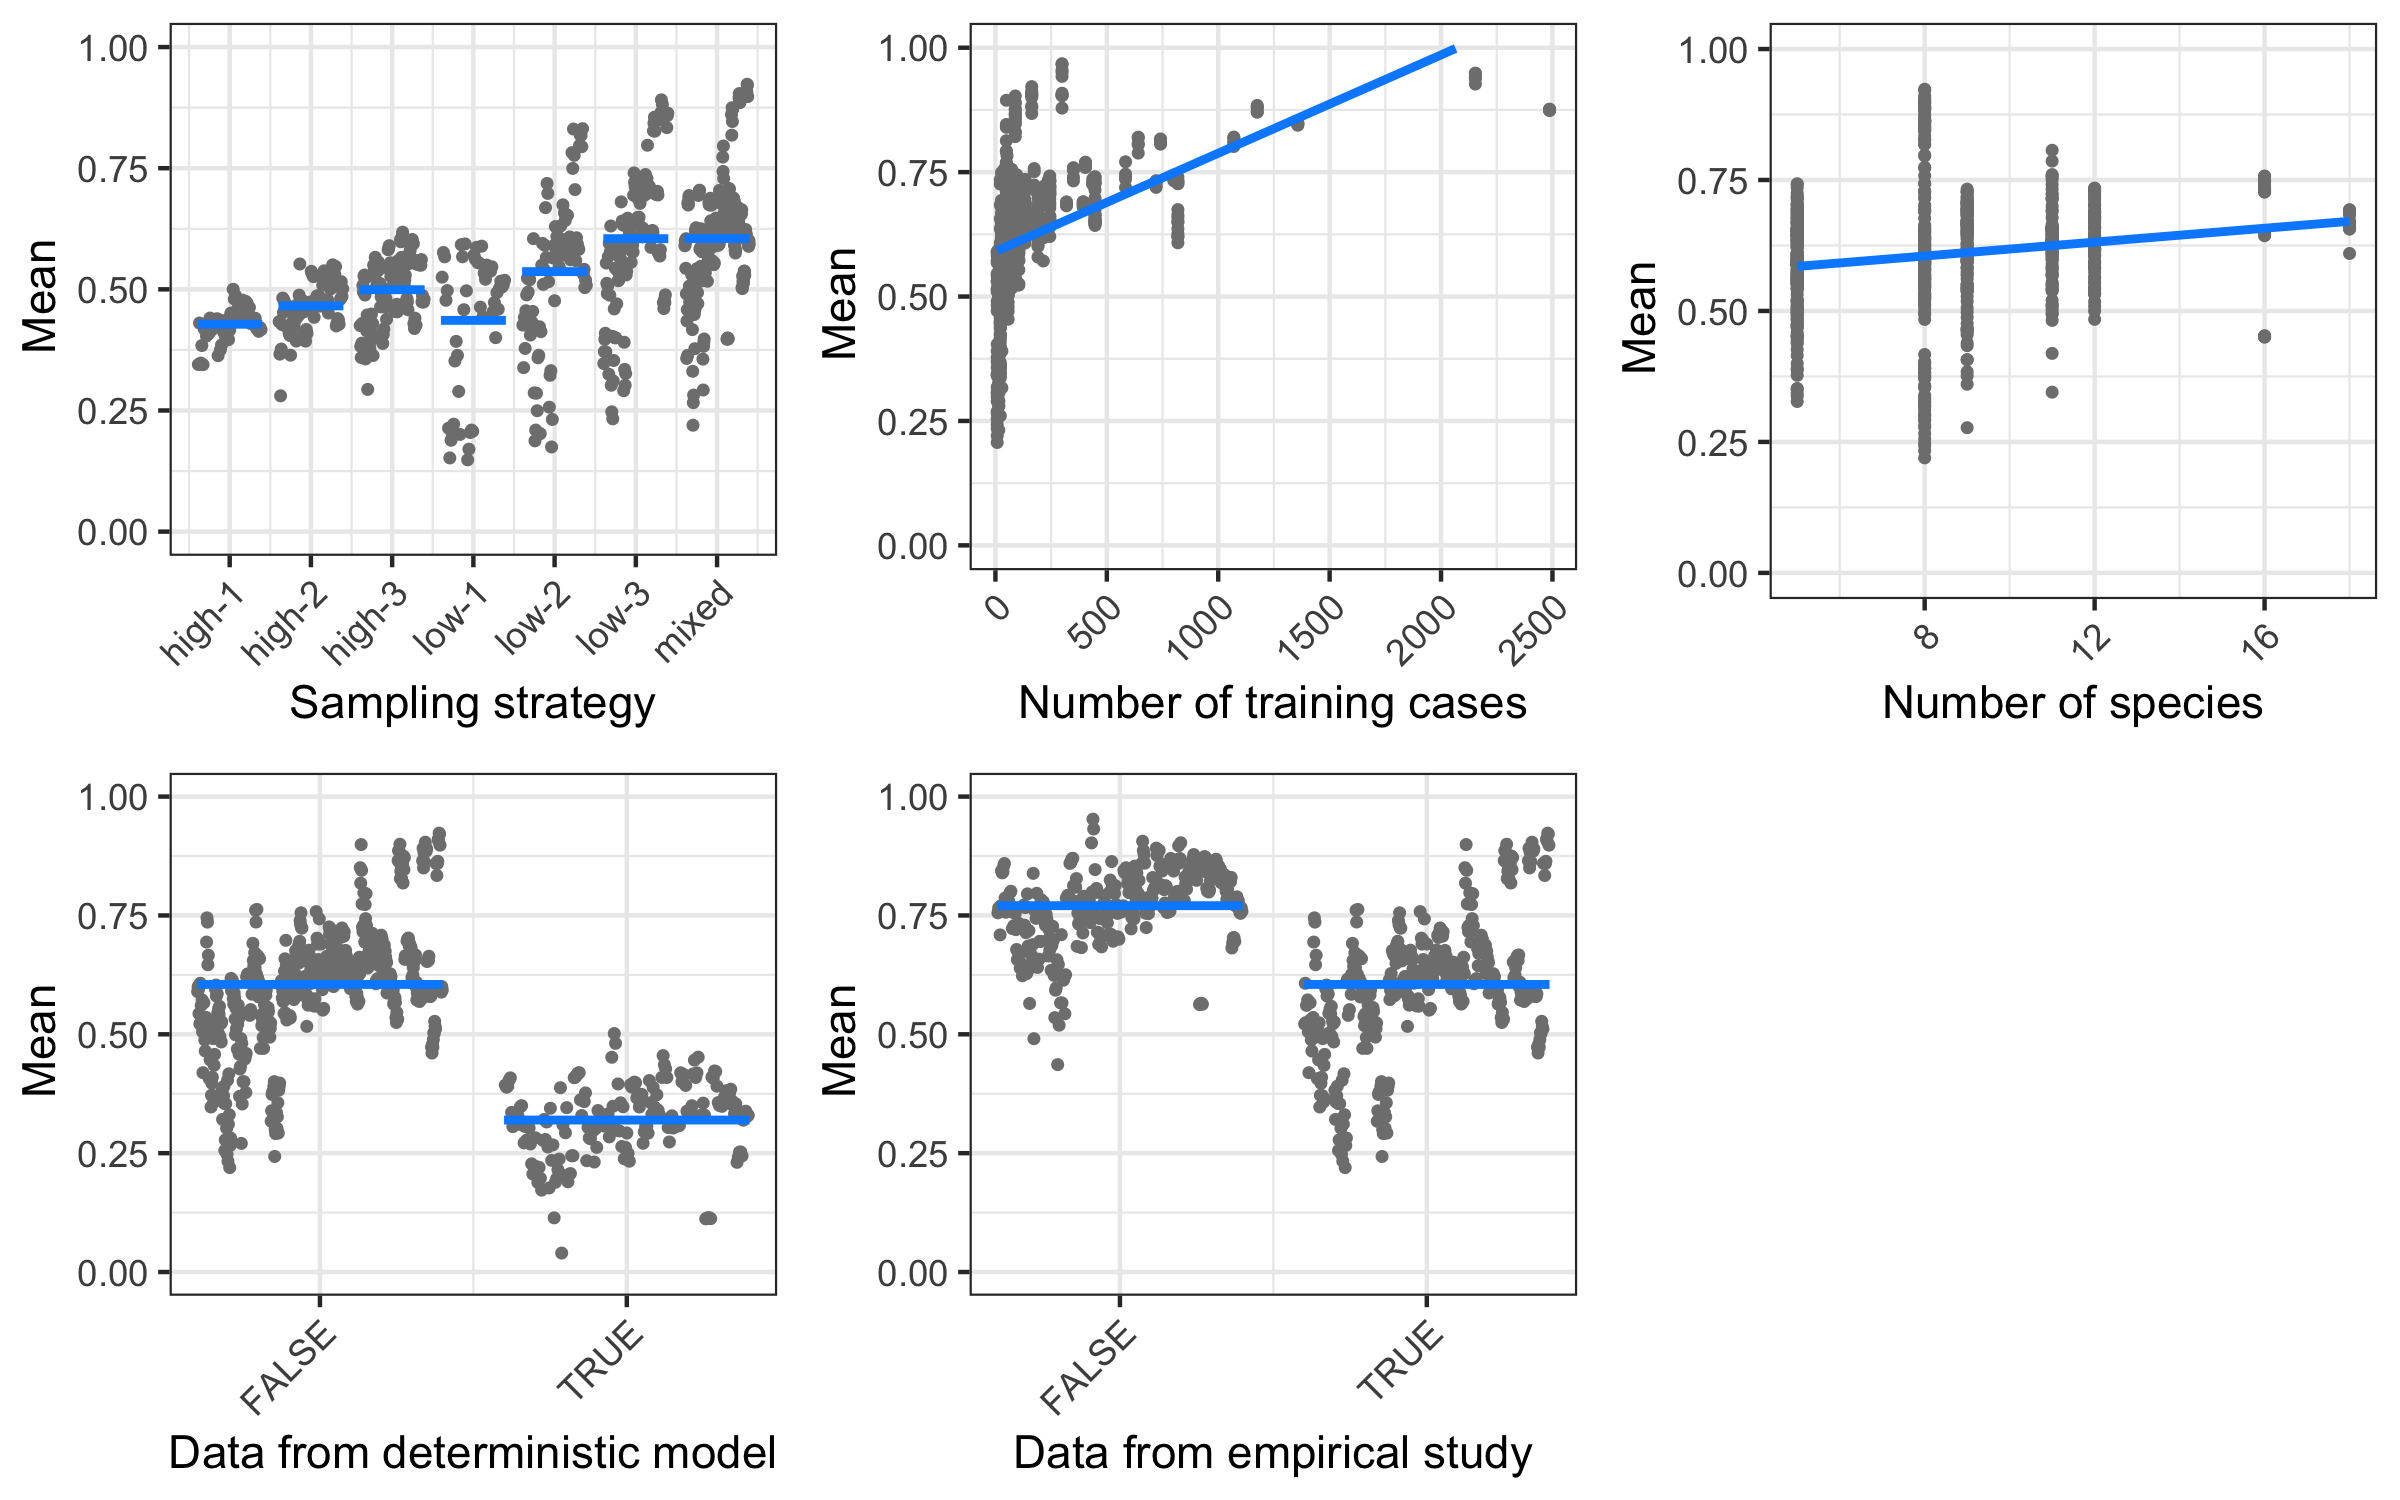 Mean
1.00
0.75
0.50
0.25
0.00
high-1
high-2
high-3
low-1
low-2
low-3
mixed
Sampling strategy
Mean
1.00
0.75
0.50
0.25
0.00
0
500
1000
1500
2000
2500
Number of training cases
Mean
1.00
0.75
0.50
0.25
0.00
8
12
16
Number of species
Mean
1.00
0.75
0.50
0.25
0.00
FALSE
TRUE
Data from deterministic model
Mean
1.00
0.75
0.50
0.25
0.00
FALSE
TRUE
Data from empirical study